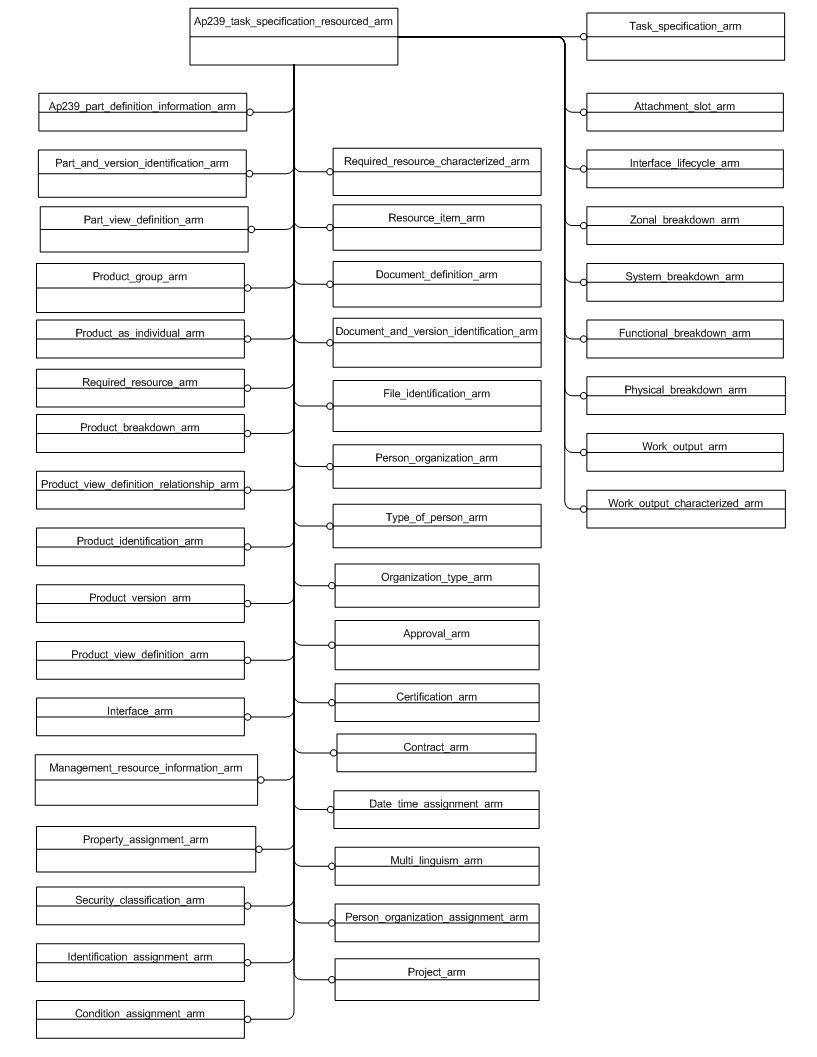 Ap239_task_specification_resourced_arm
Task_specification_arm
Ap239_part_definition_information_arm
Part_and_version_identification_arm
Part_view_definition_arm
Product_group_arm
Product_as_individual_arm
Required_resource_arm
Product_breakdown_arm
Product_view_definition_relationship_arm
Product_identification_arm
Product_version_arm
Product_view_definition_arm
Interface_arm
Management_resource_information_arm
Property_assignment_arm
Security_classification_arm
Identification_assignment_arm
Condition_assignment_arm
Required_resource_characterized_arm
Resource_item_arm
Document_definition_arm
Document_and_version_identification_arm
File_identification_arm
Person_organization_arm
Type_of_person_arm
Organization_type_arm
Approval_arm
Certification_arm
Contract_arm
Date_time_assignment_arm
Multi_linguism_arm
Person_organization_assignment_arm
Project_arm
Attachment_slot_arm
Interface_lifecycle_arm
Zonal_breakdown_arm
System_breakdown_arm
Functional_breakdown_arm
Physical_breakdown_arm
Work_output_arm
Work_output_characterized_arm